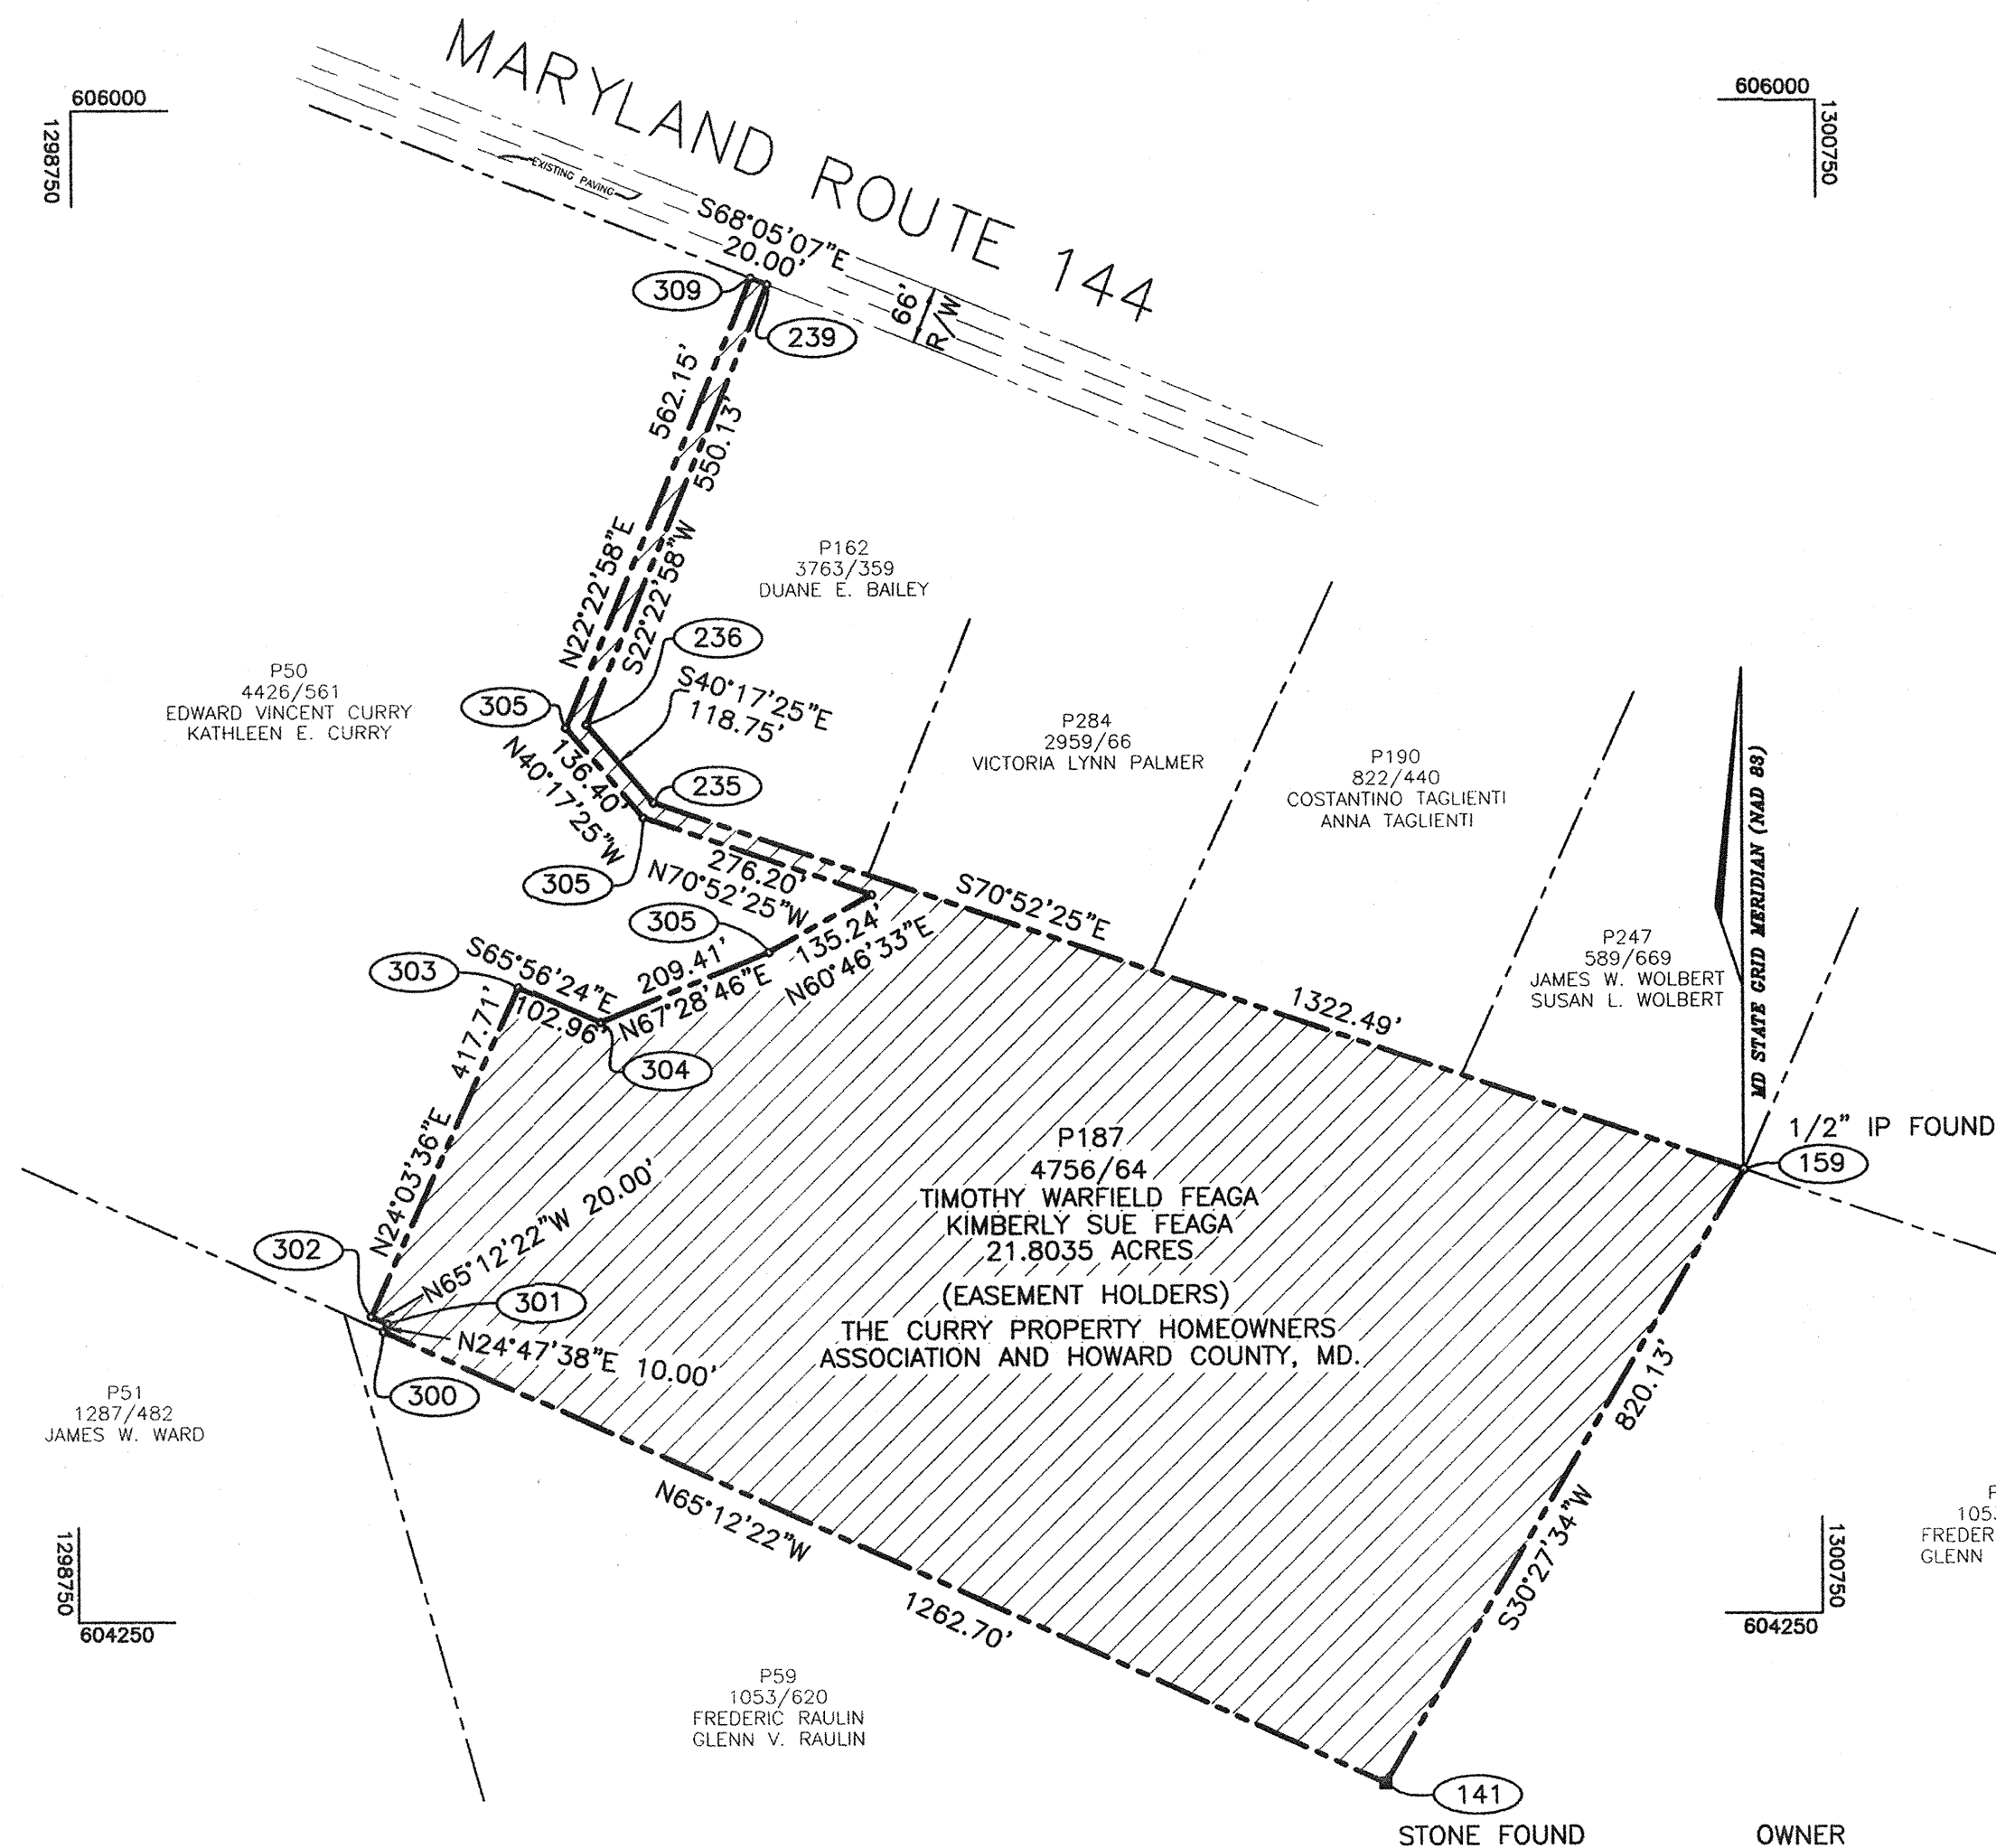 MARYLAND ROUTE 144
606000
1298750
606000
1300750
EXISTING PAVING
S68°05'07"E
20.00'
309
239
66'
R/W
562.15'
550.13'
N22°22'58"E
S22°22'58"W
P162
3763/359
DUANE E. BAILEY
236
P50
4426/561
EDWARD VINCENT CURRY
KATHLEEN E. CURRY
305
S40°17'25"E
118.75'
136.40'
N40°17'25"W
235
P284
2959/66
VICTORIA LYNN PALMER
P190
822/440
COSTANTINO TAGLIENTI
ANNA TAGLIENTI
MD STATE GRID MERIDIAN (NAD 83)
305
276.20'
N70°52'25"W
S70°52'25"E
1322.49'
305
135.24'
N60°46'33"E
209.41'
N67°28'46"E
303
S65°56'24"E
102.96'
304
417.71'
N24°03'36"E
P247
589/669
JAMES W. WOLBERT
SUSAN L. WOLBERT
1/2" IP FOUND
159
P187
4756/64
TIMOTHY WARFIELD FEAGA
KIMBERLY SUE FEAGA
21.8035 ACRES
(EASEMENT HOLDERS)
THE CURRY PROPERTY HOMEOWNERS
ASSOCIATION AND HOWARD COUNTY, MD.
302
N65°12'22"W 20.00'
301
N24°47'38"E 10.00'
300
P51
1287/482
JAMES W. WARD
820.13'
S30°27'34"W
N65°12'22"W
1262.70'
P
105
FREDER
GLENN
1298750
604250
1300750
604250
P59
1053/620
FREDERIC RAULIN
GLENN V. RAULIN
141
STONE FOUND
OWNER